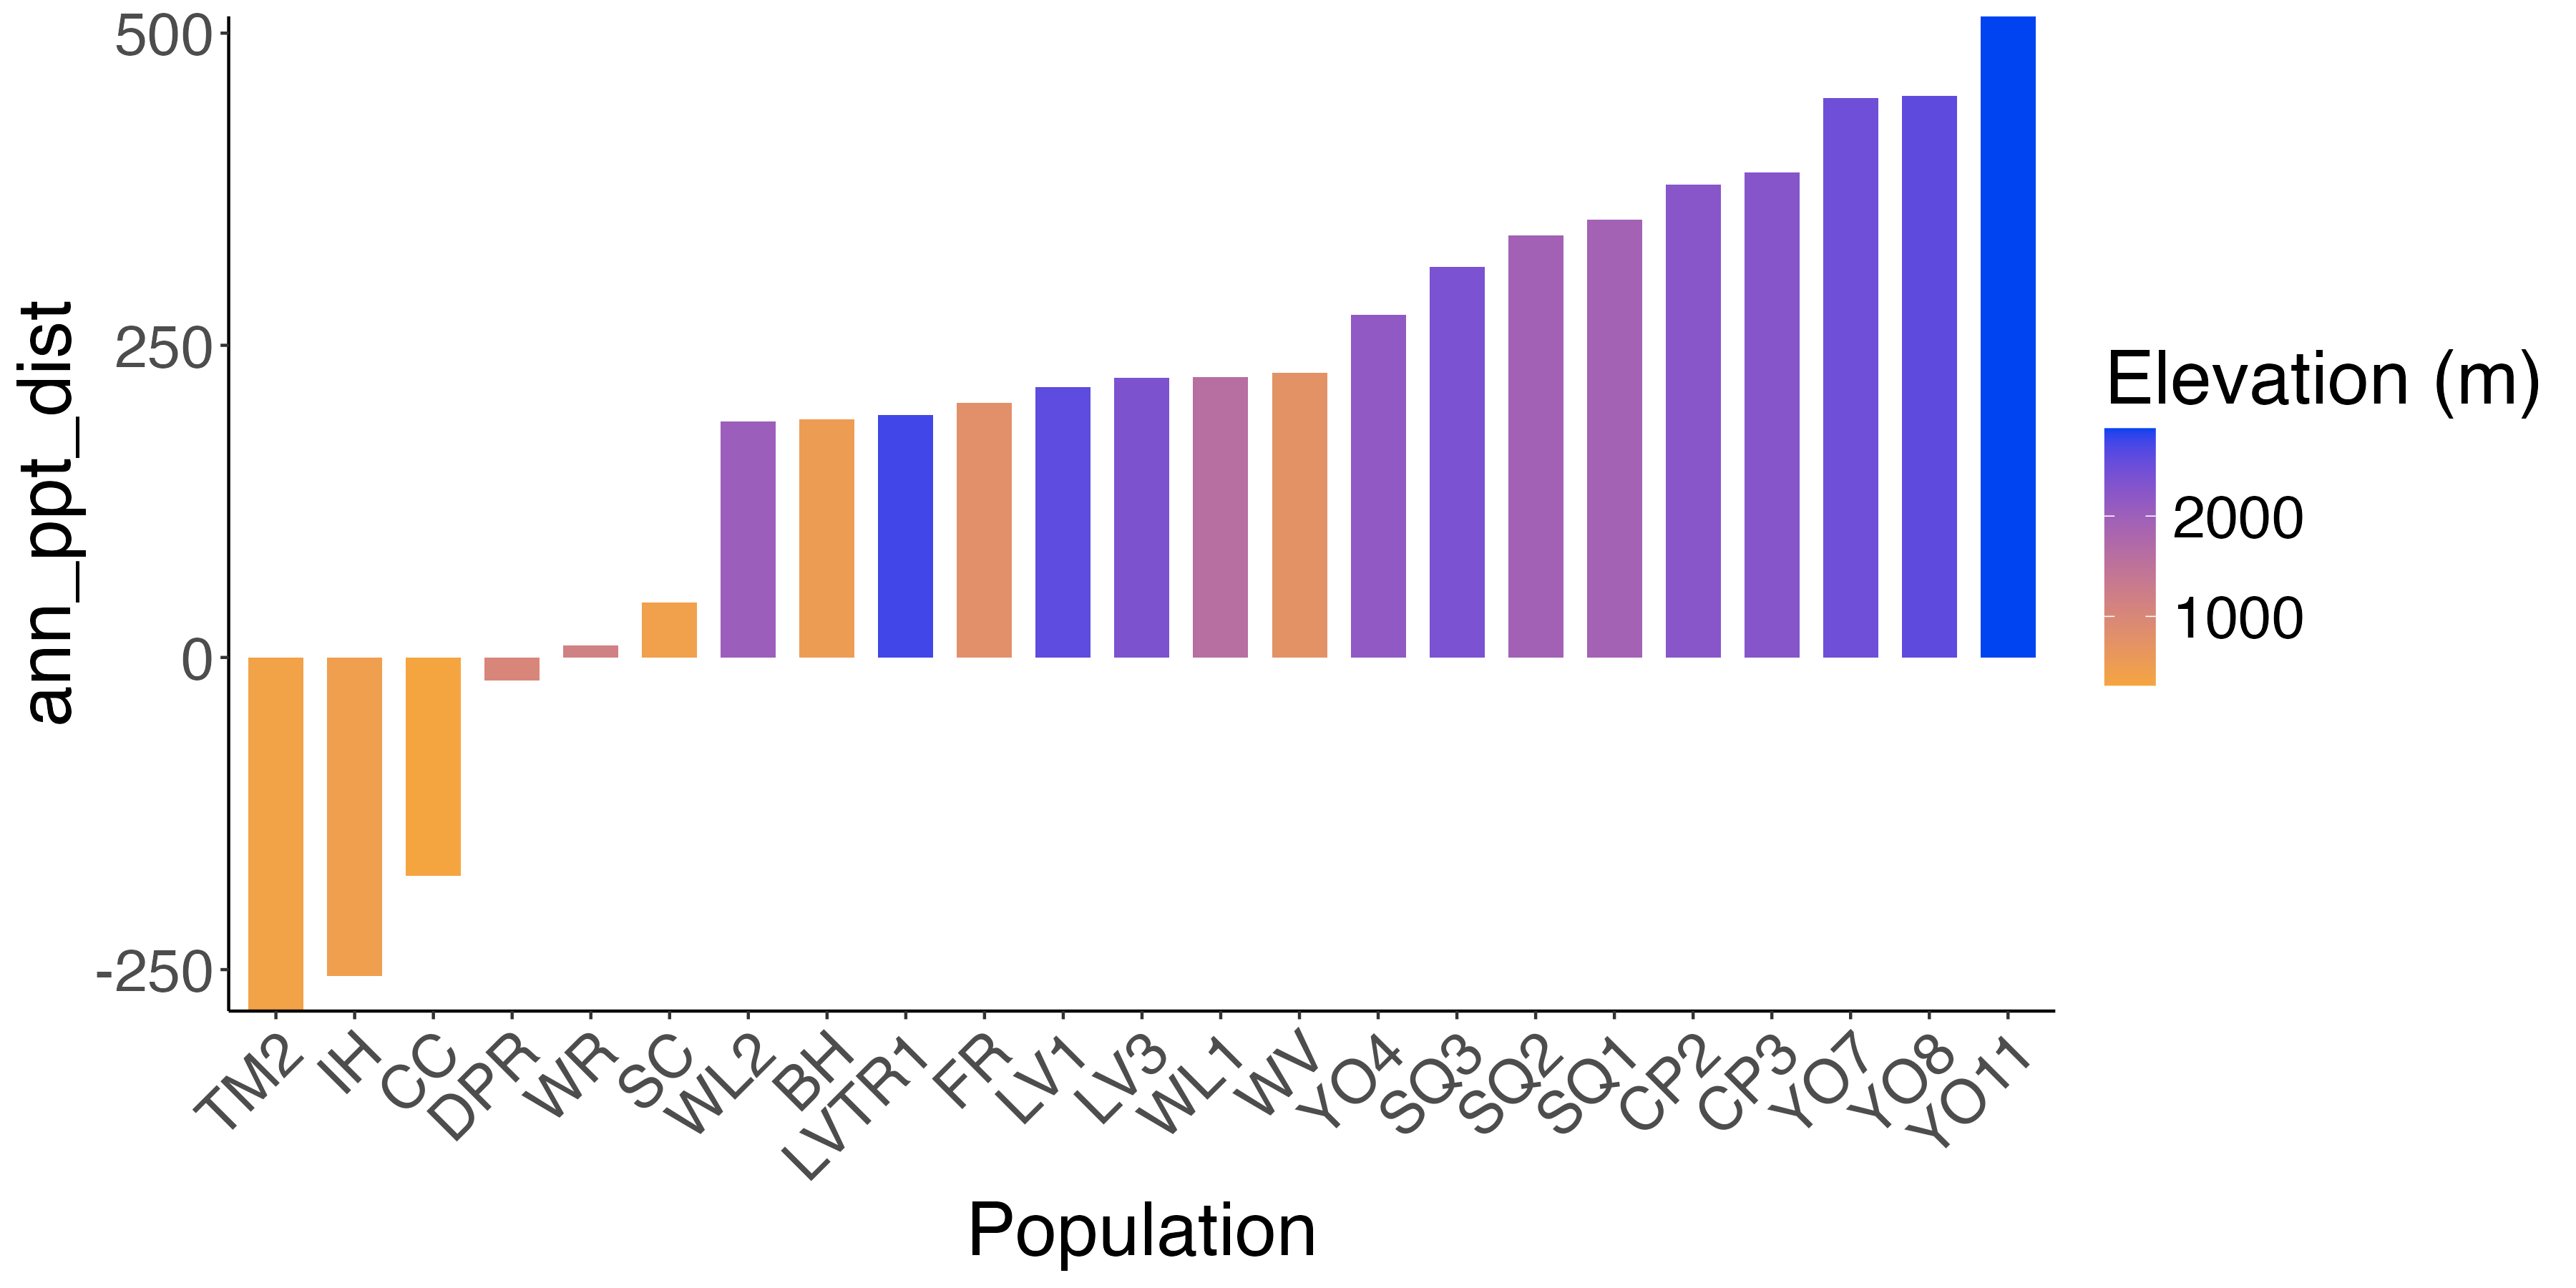 ann_ppt_dist
500
250
0
-250
TM2 IH CC DPR WR SC WL2 BH LVTR1 FR LV1 LV3 WL1 WV YO4 SQ3 SQ2 SQ1 CP2 CP3 YO7 YO8 YO11
Population
Elevation (m)
2000
1000